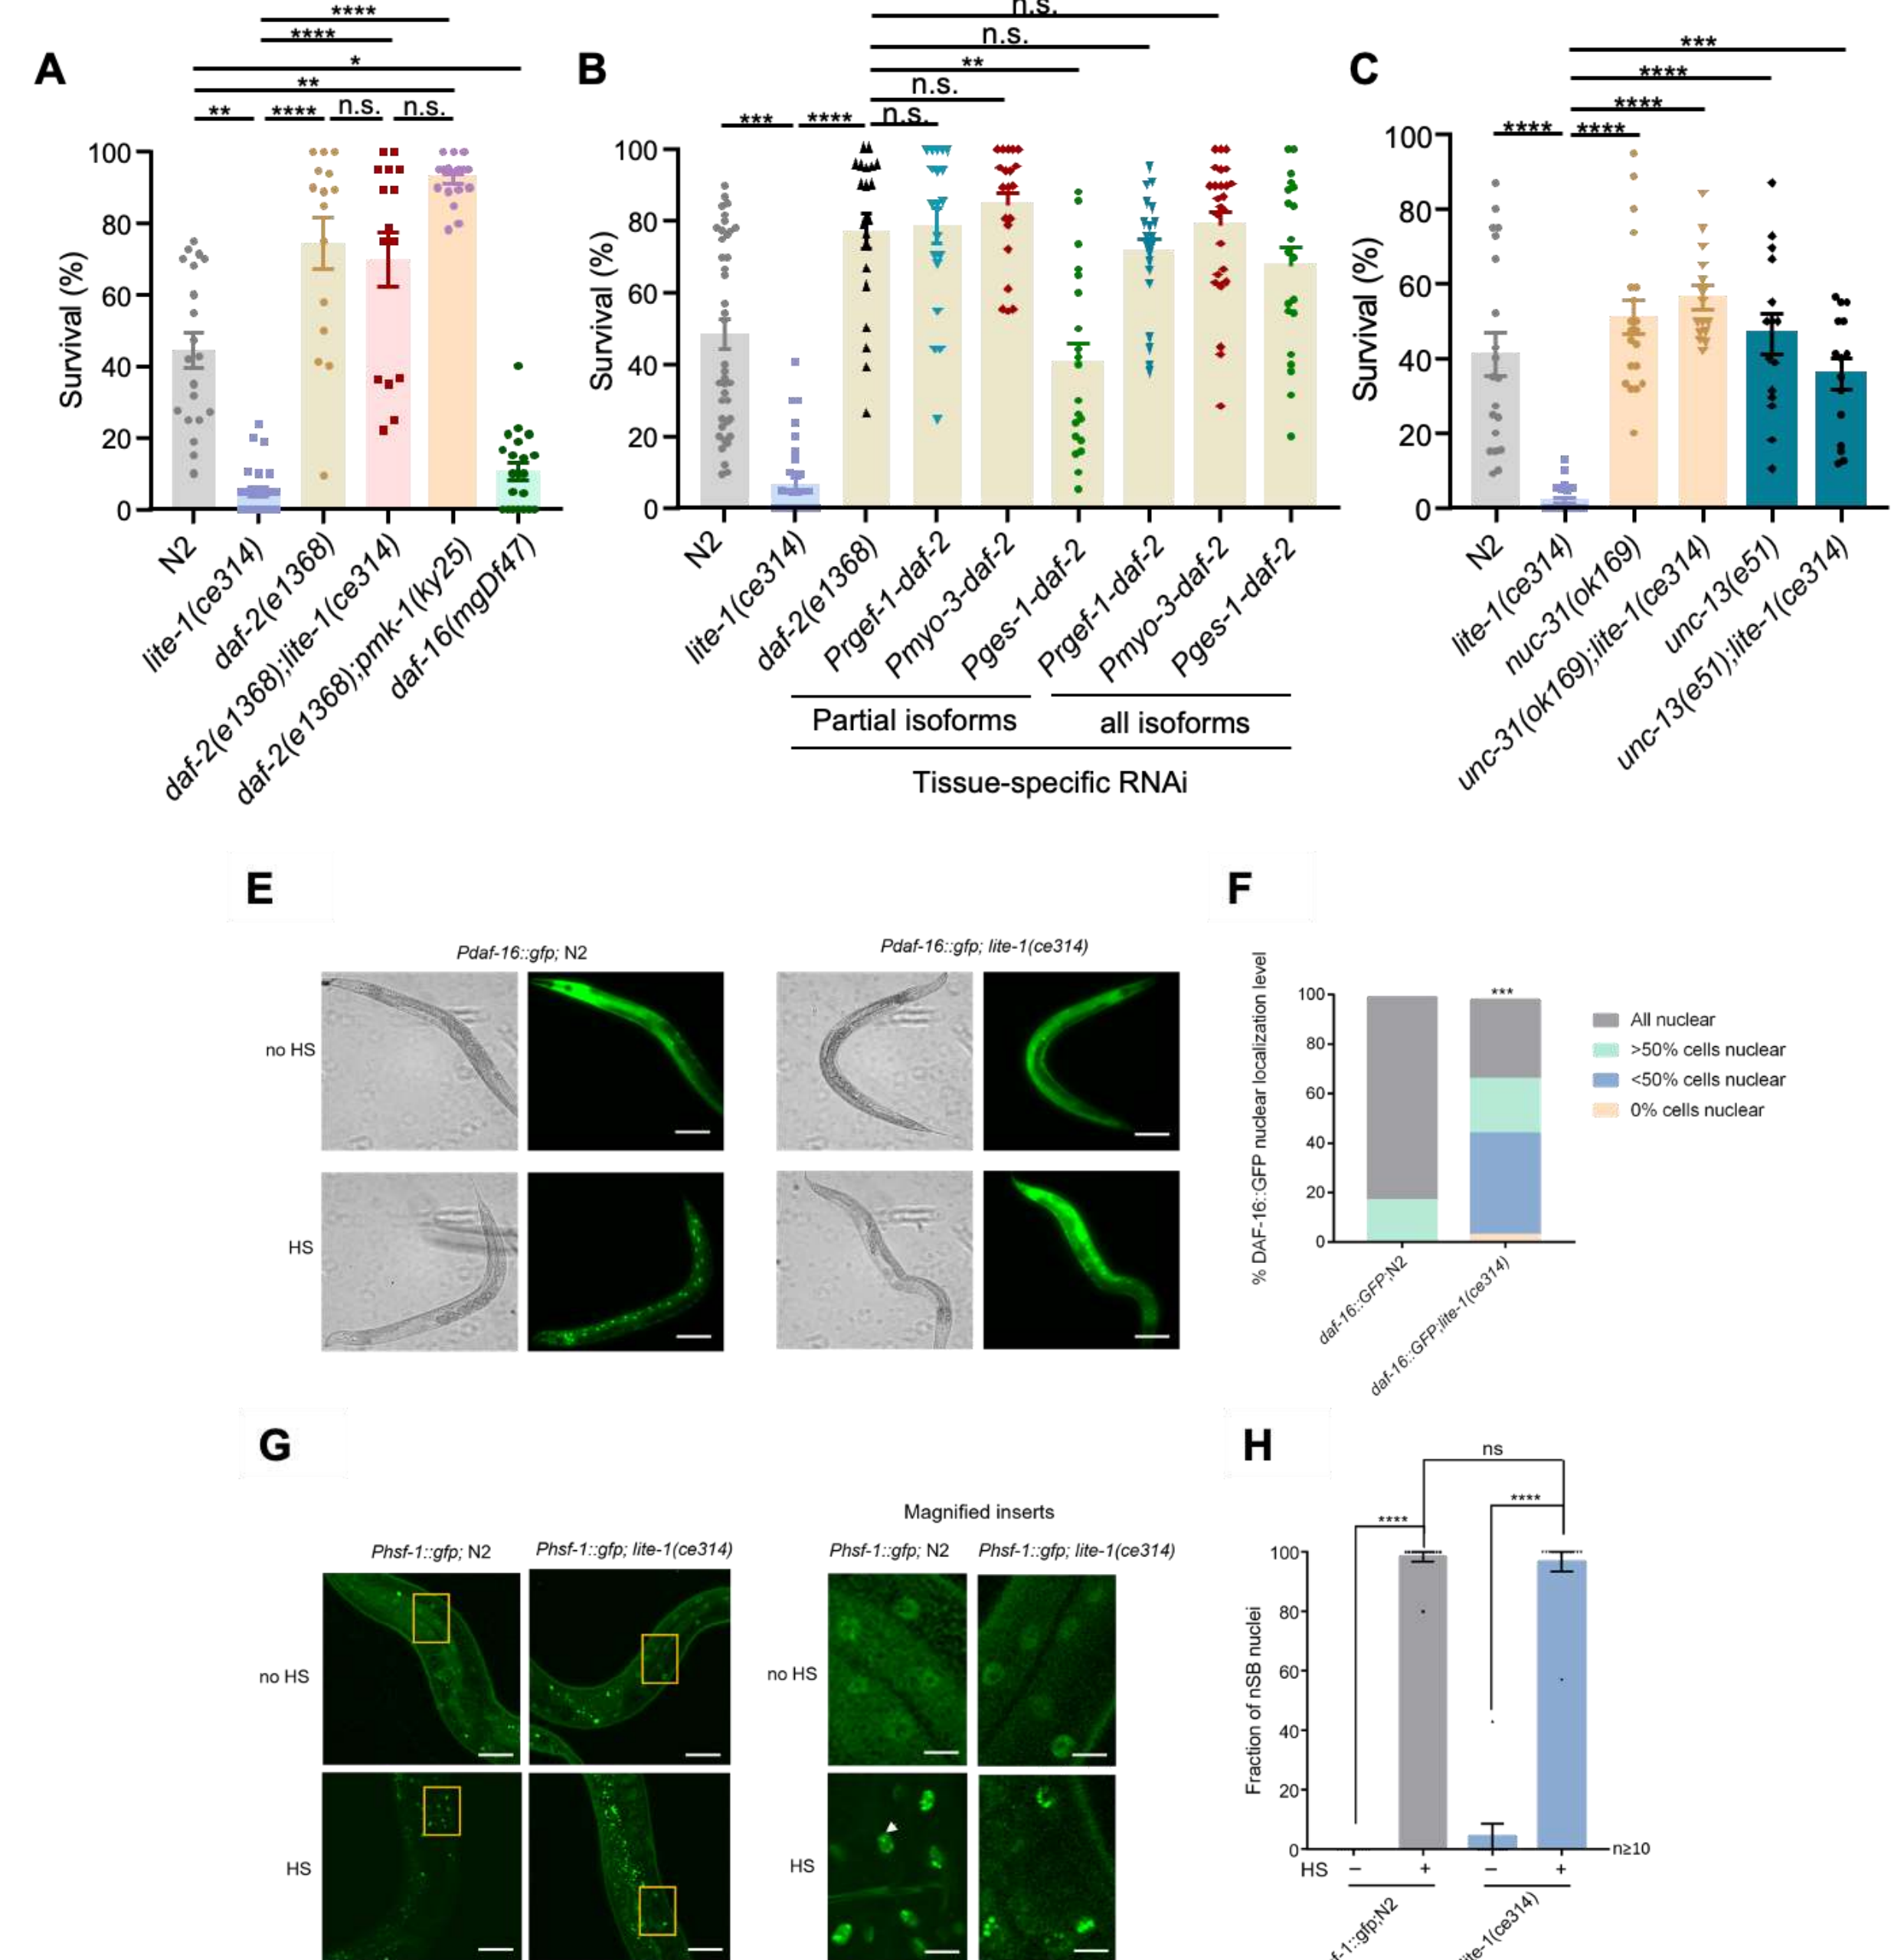 A
****
****
*
**
**
****
n.s.
n.s.
Survival (%)
100
80
60
40
20
0
N2
lite-1(ce314)
daf-2(e1368)
daf-2(e1368);lite-1(ce314)
daf-2(e1368);pmk-1(ky25)
daf-16(mgDf47)
B
n.s.
n.s.
**
n.s.
***
****
n.s.
Survival (%)
100
80
60
40
20
0
N2
lite-1(ce314)
daf-2(e1368)
Prgef-1-daf-2
Pmyo-3-daf-2
Pges-1-daf-2
Prgef-1-daf-2
Pmyo-3-daf-2
Pges-1-daf-2
Partial isoforms
all isoforms
Tissue-specific RNAi
C
***
****
****
****
****
Survival (%)
100
80
60
40
20
0
N2
lite-1(ce314)
nuc-31(ok169)
unc-31(ok169);lite-1(ce314)
unc-13(e51)
unc-13(e51);lite-1(ce314)
E
Pdaf-16::gfp; N2
Pdaf-16::gfp; lite-1(ce314)
no HS
HS
F
% DAF-16::GFP nuclear localization level
100
80
60
40
20
0
***
All nuclear
>50% cells nuclear
<50% cells nuclear
0% cells nuclear
daf-16::GFP;N2
daf-16::GFP;lite-1(ce314)
G
Phsf-1::gfp; N2
Phsf-1::gfp; lite-1(ce314)
no HS
HS
Magnified inserts
Phsf-1::gfp; N2
Phsf-1::gfp; lite-1(ce314)
no HS
HS
H
ns
****
****
Fraction of nSB nuclei
100
80
60
40
20
0
n≥10
HS
–
+
–
+
sf-1::gfp;N2
lite-1(ce314)